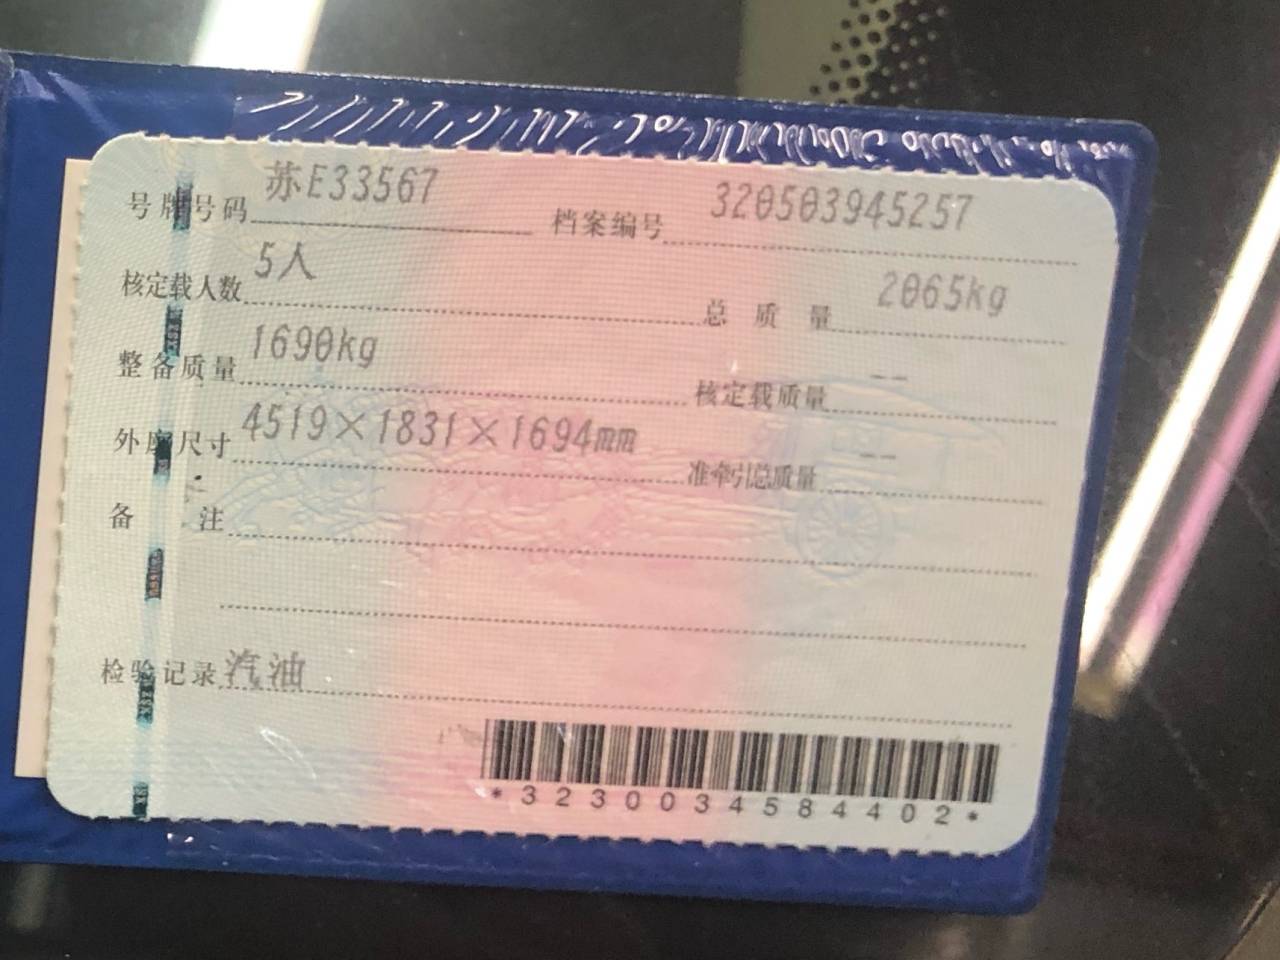 号牌号码 苏E33567 档案编号 320503945257
核定载人数 5人 总质量 2065kg
整备质量 1690kg 核定载质量 --
外廓尺寸 4519×1831×1694mm 准牵引总质量 --
备注
检验记录 汽油
*3230034584402*